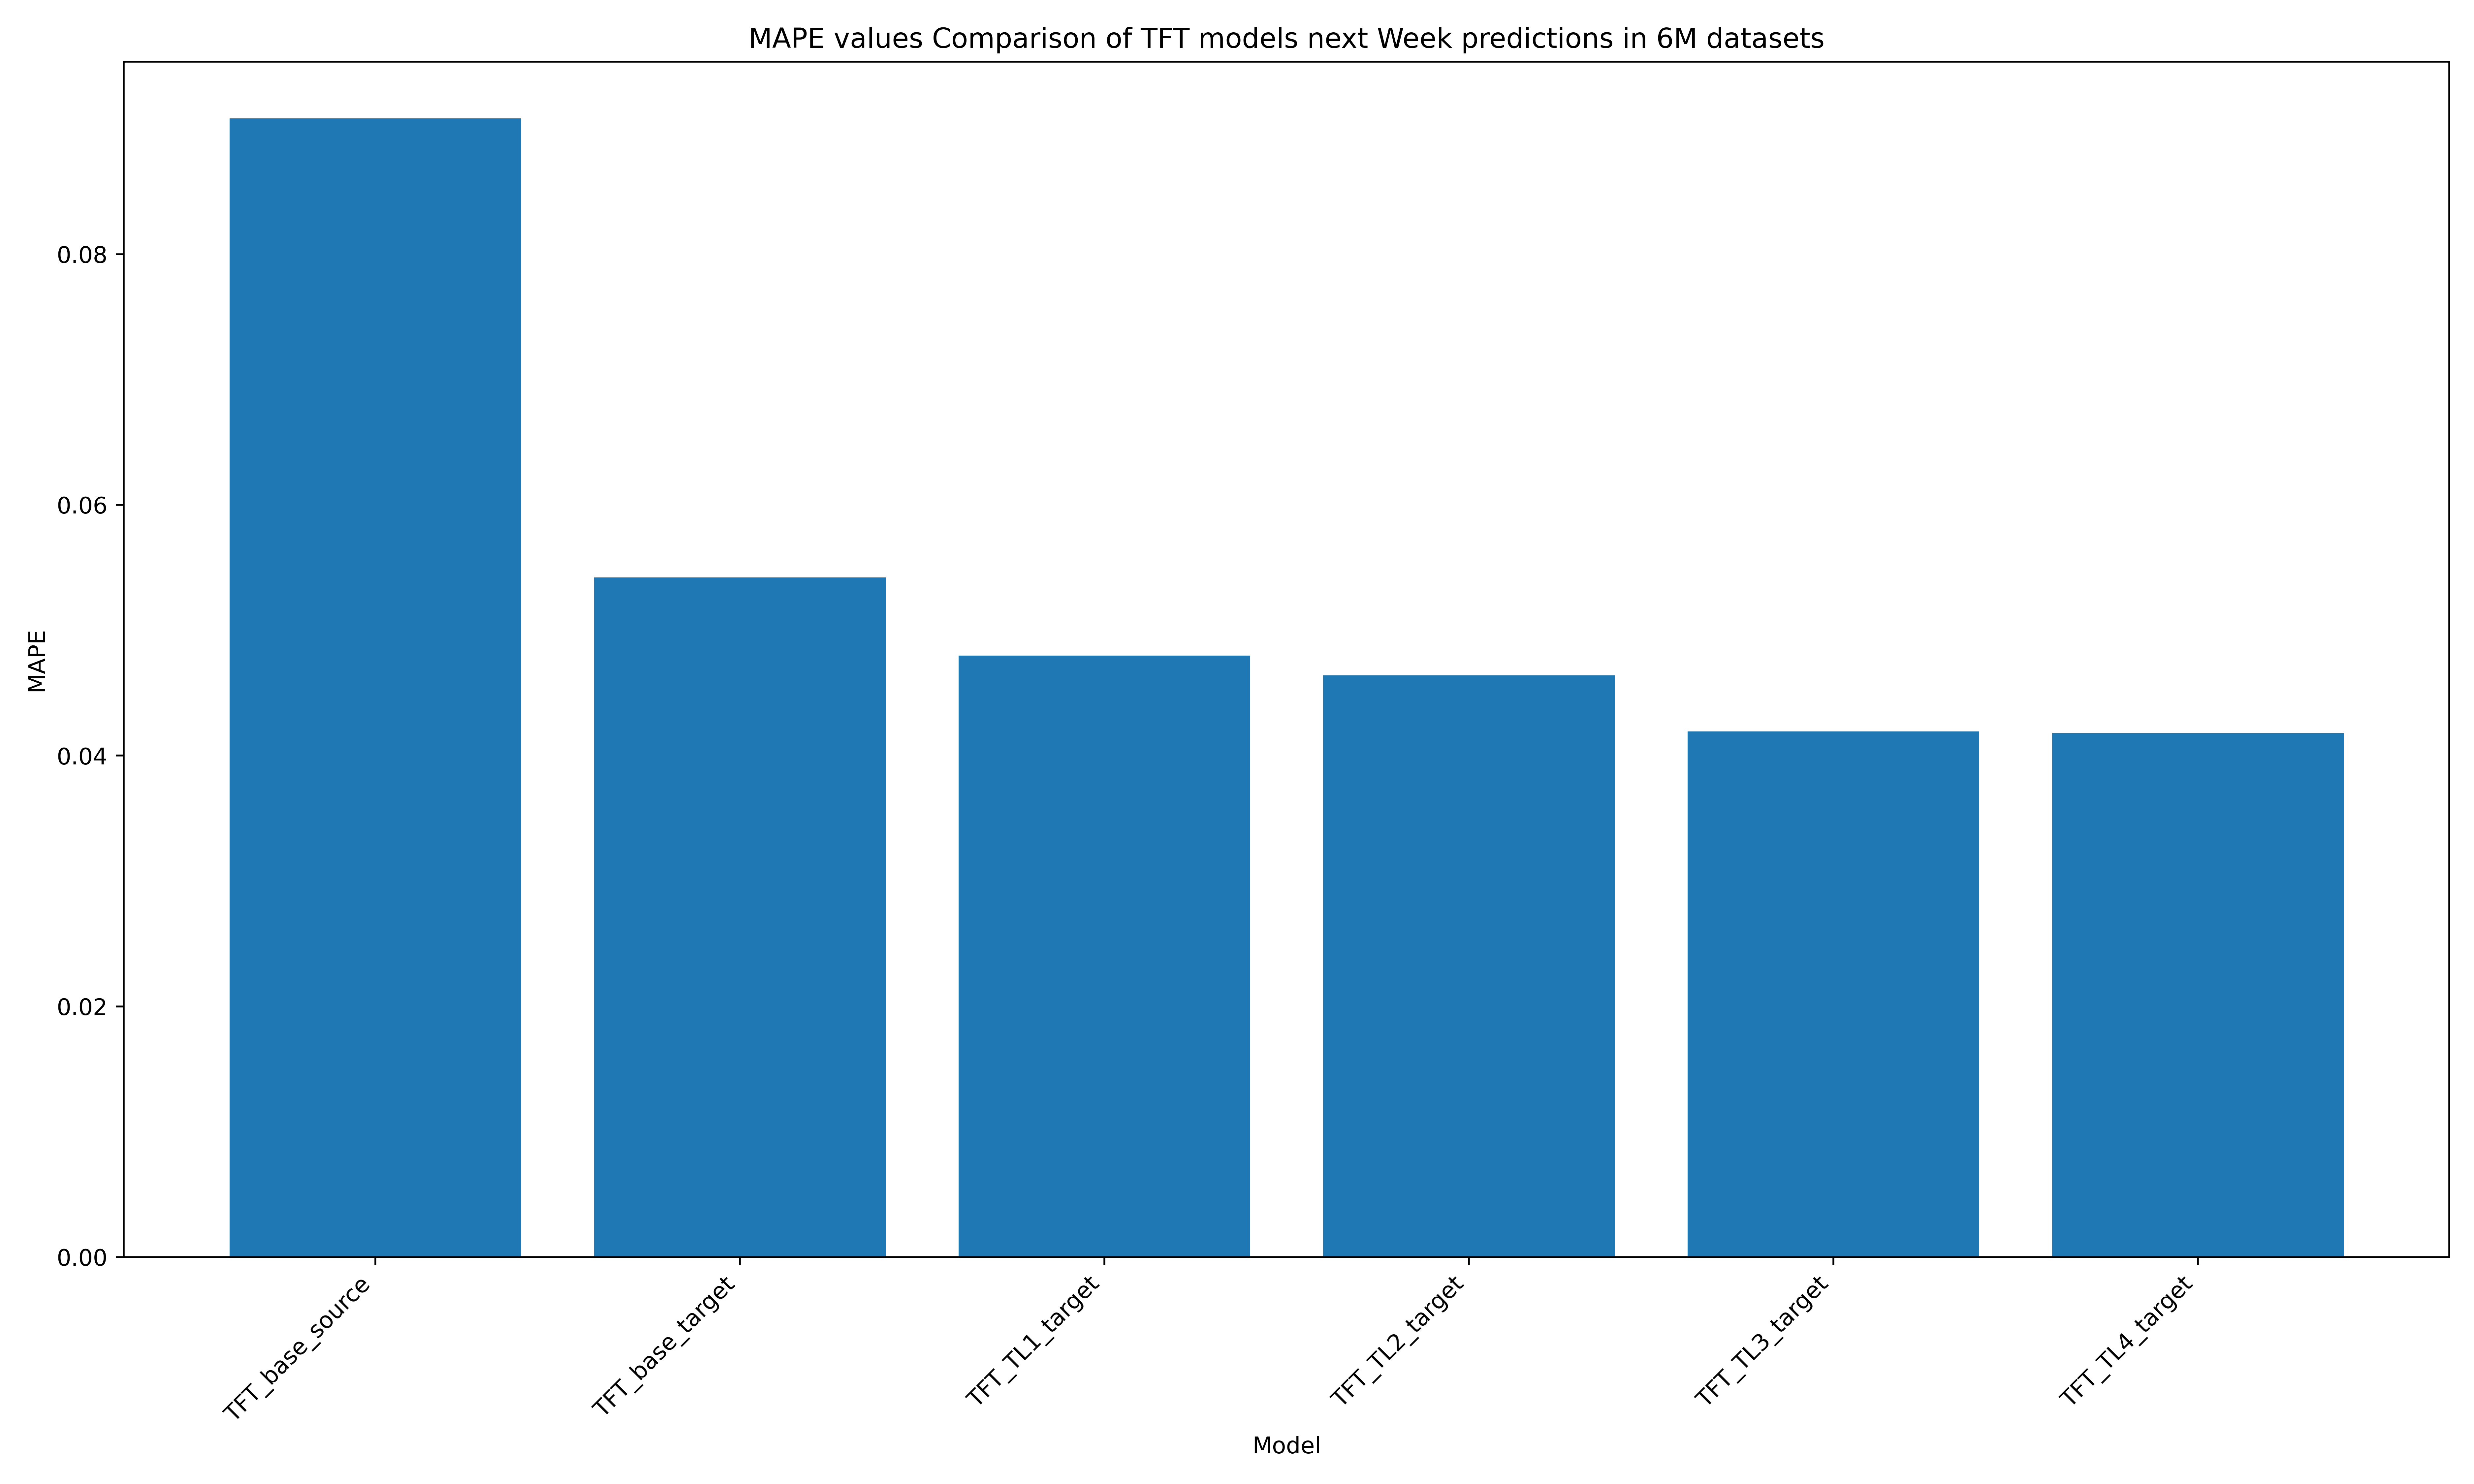 MAPE values Comparison of TFT models next Week predictions in 6M datasets
MAPE
0.08
0.06
0.04
0.02
0.00
TFT_base_source
TFT_base_target
TFT_TL1_target
TFT_TL2_target
TFT_TL3_target
TFT_TL4_target
Model